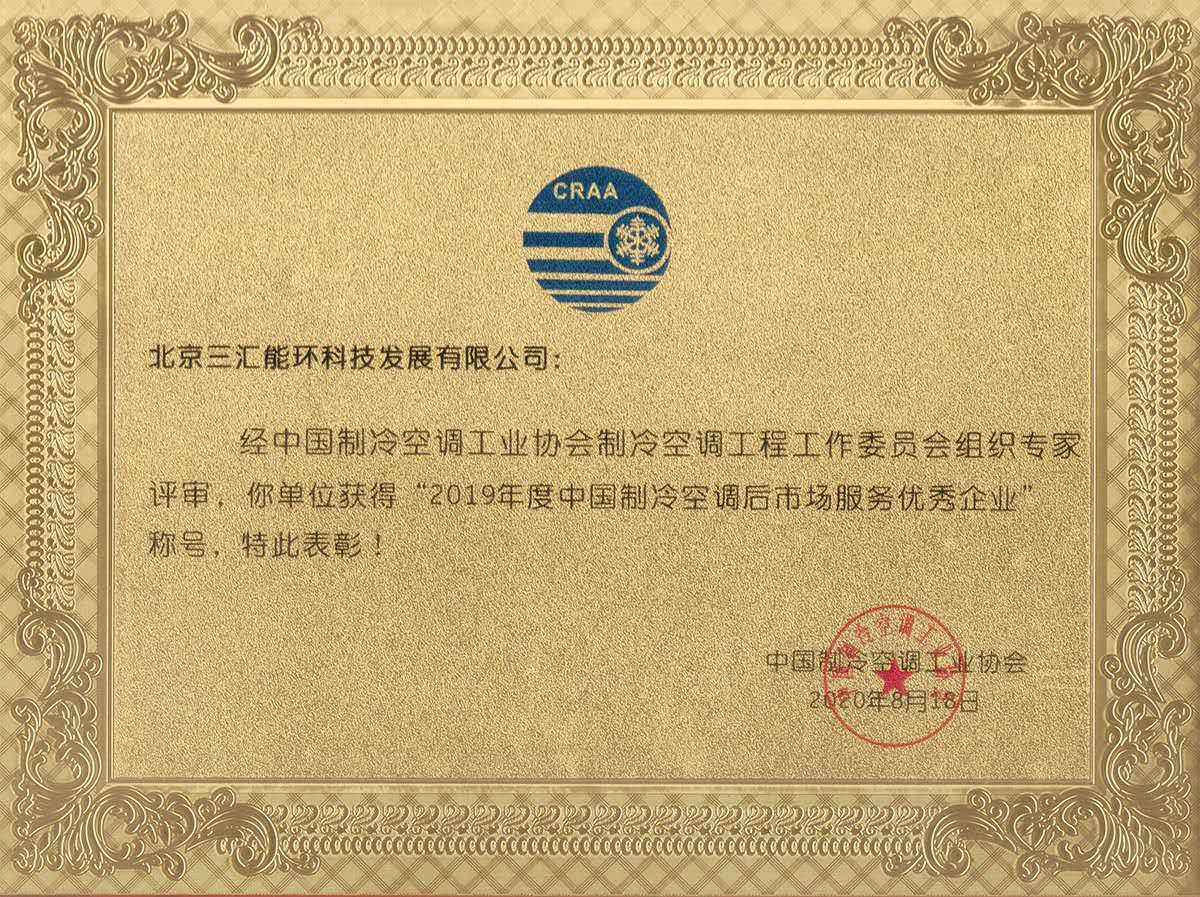 CRAA
北京三汇能环科技发展有限公司：
经中国制冷空调工业协会制冷空调工程工作委员会组织专家
评审，你单位获得“2019年度中国制冷空调后市场服务优秀企业”
称号，特此表彰！
中国制冷空调工业协会
2020年8月18日